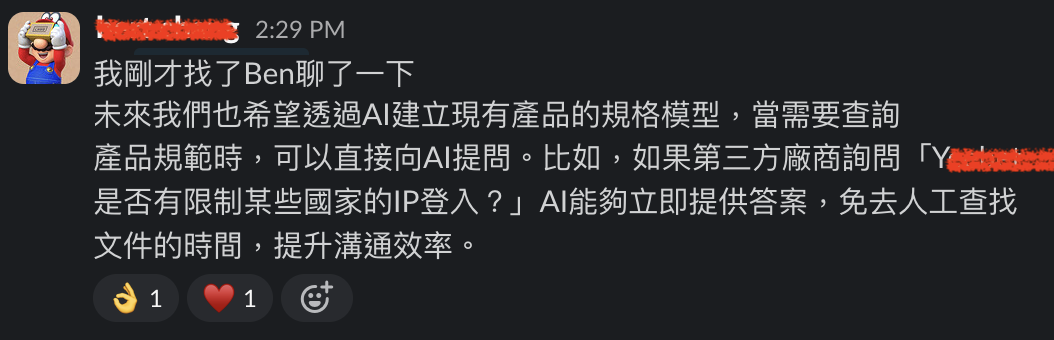 2:29 PM
我剛才找了Ben聊了一下
未來我們也希望透過AI建立現有產品的規格模型，當需要查詢
產品規範時，可以直接向AI提問。比如，如果第三方廠商詢問「Y
是否有限制某些國家的IP登入？」AI能夠立即提供答案，免去人工查找
文件的時間，提升溝通效率。
👌 1 ❤️ 1